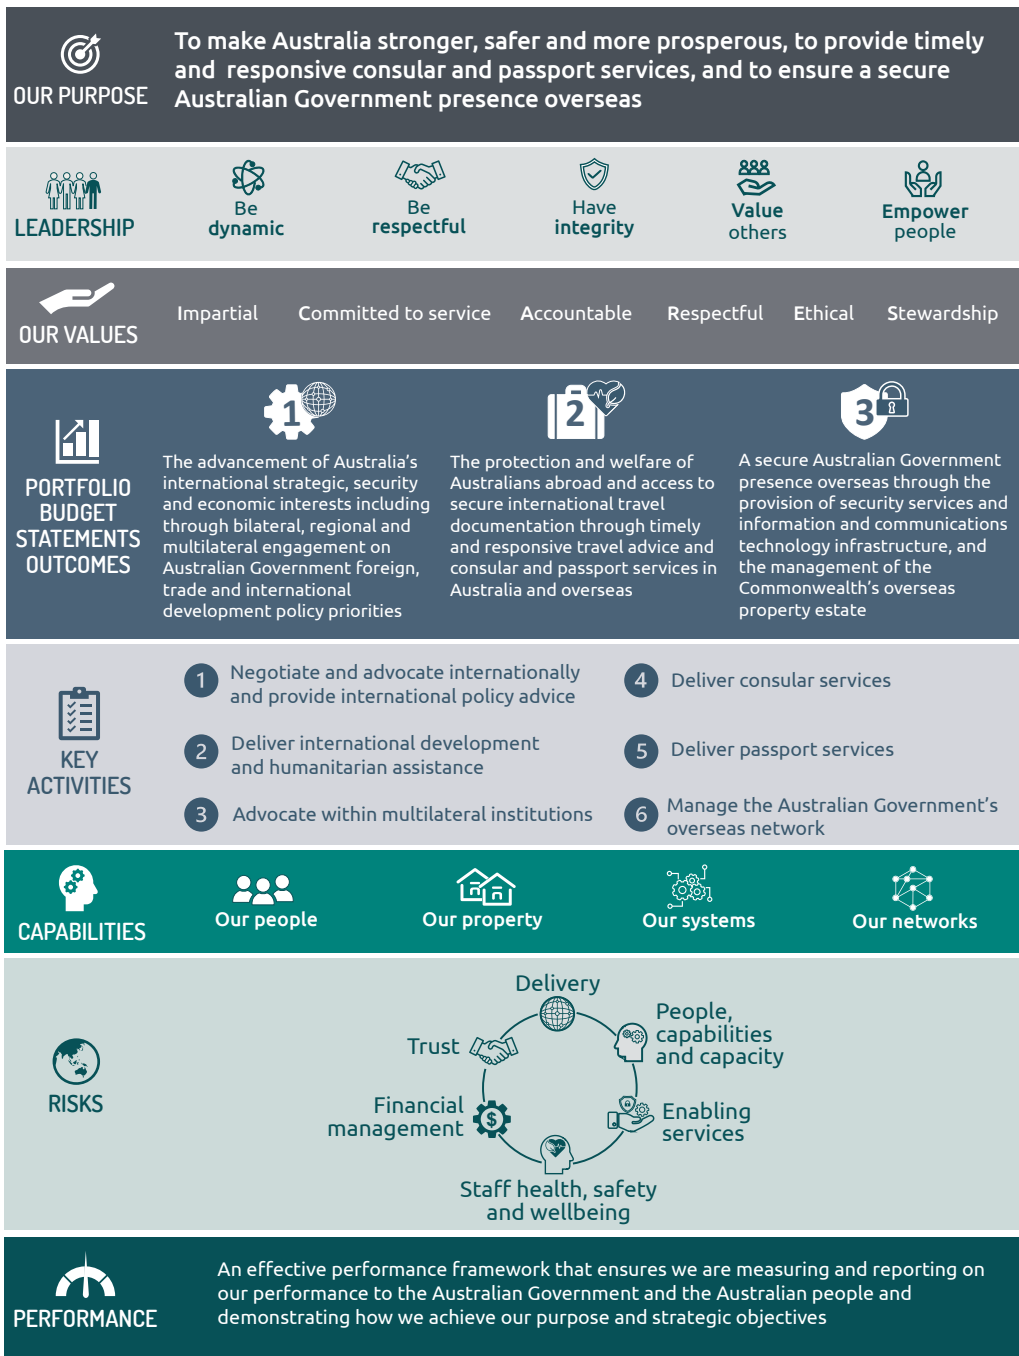 OUR PURPOSE
To make Australia stronger, safer and more prosperous, to provide timely
and responsive consular and passport services, and to ensure a secure
Australian Government presence overseas
LEADERSHIP
Be
dynamic
Be
respectful
Have
integrity
Value
others
Empower
people
OUR VALUES
Impartial
Committed to service
Accountable
Respectful
Ethical
Stewardship
PORTFOLIO
BUDGET
STATEMENTS
OUTCOMES
1
The advancement of Australia's
international strategic, security
and economic interests including
through bilateral, regional and
multilateral engagement on
Australian Government foreign,
trade and international
development policy priorities
2
The protection and welfare of
Australians abroad and access to
secure international travel
documentation through timely
and responsive travel advice and
consular and passport services in
Australia and overseas
3
A secure Australian Government
presence overseas through the
provision of security services and
information and communications
technology infrastructure, and
the management of the
Commonwealth's overseas
property estate
KEY
ACTIVITIES
1 Negotiate and advocate internationally
and provide international policy advice
2 Deliver international development
and humanitarian assistance
3 Advocate within multilateral institutions
4 Deliver consular services
5 Deliver passport services
6 Manage the Australian Government's
overseas network
CAPABILITIES
Our people
Our property
Our systems
Our networks
RISKS
Delivery
People,
capabilities
and capacity
Enabling
services
Staff health, safety
and wellbeing
Financial
management
$
Trust
PERFORMANCE
An effective performance framework that ensures we are measuring and reporting on
our performance to the Australian Government and the Australian people and
demonstrating how we achieve our purpose and strategic objectives